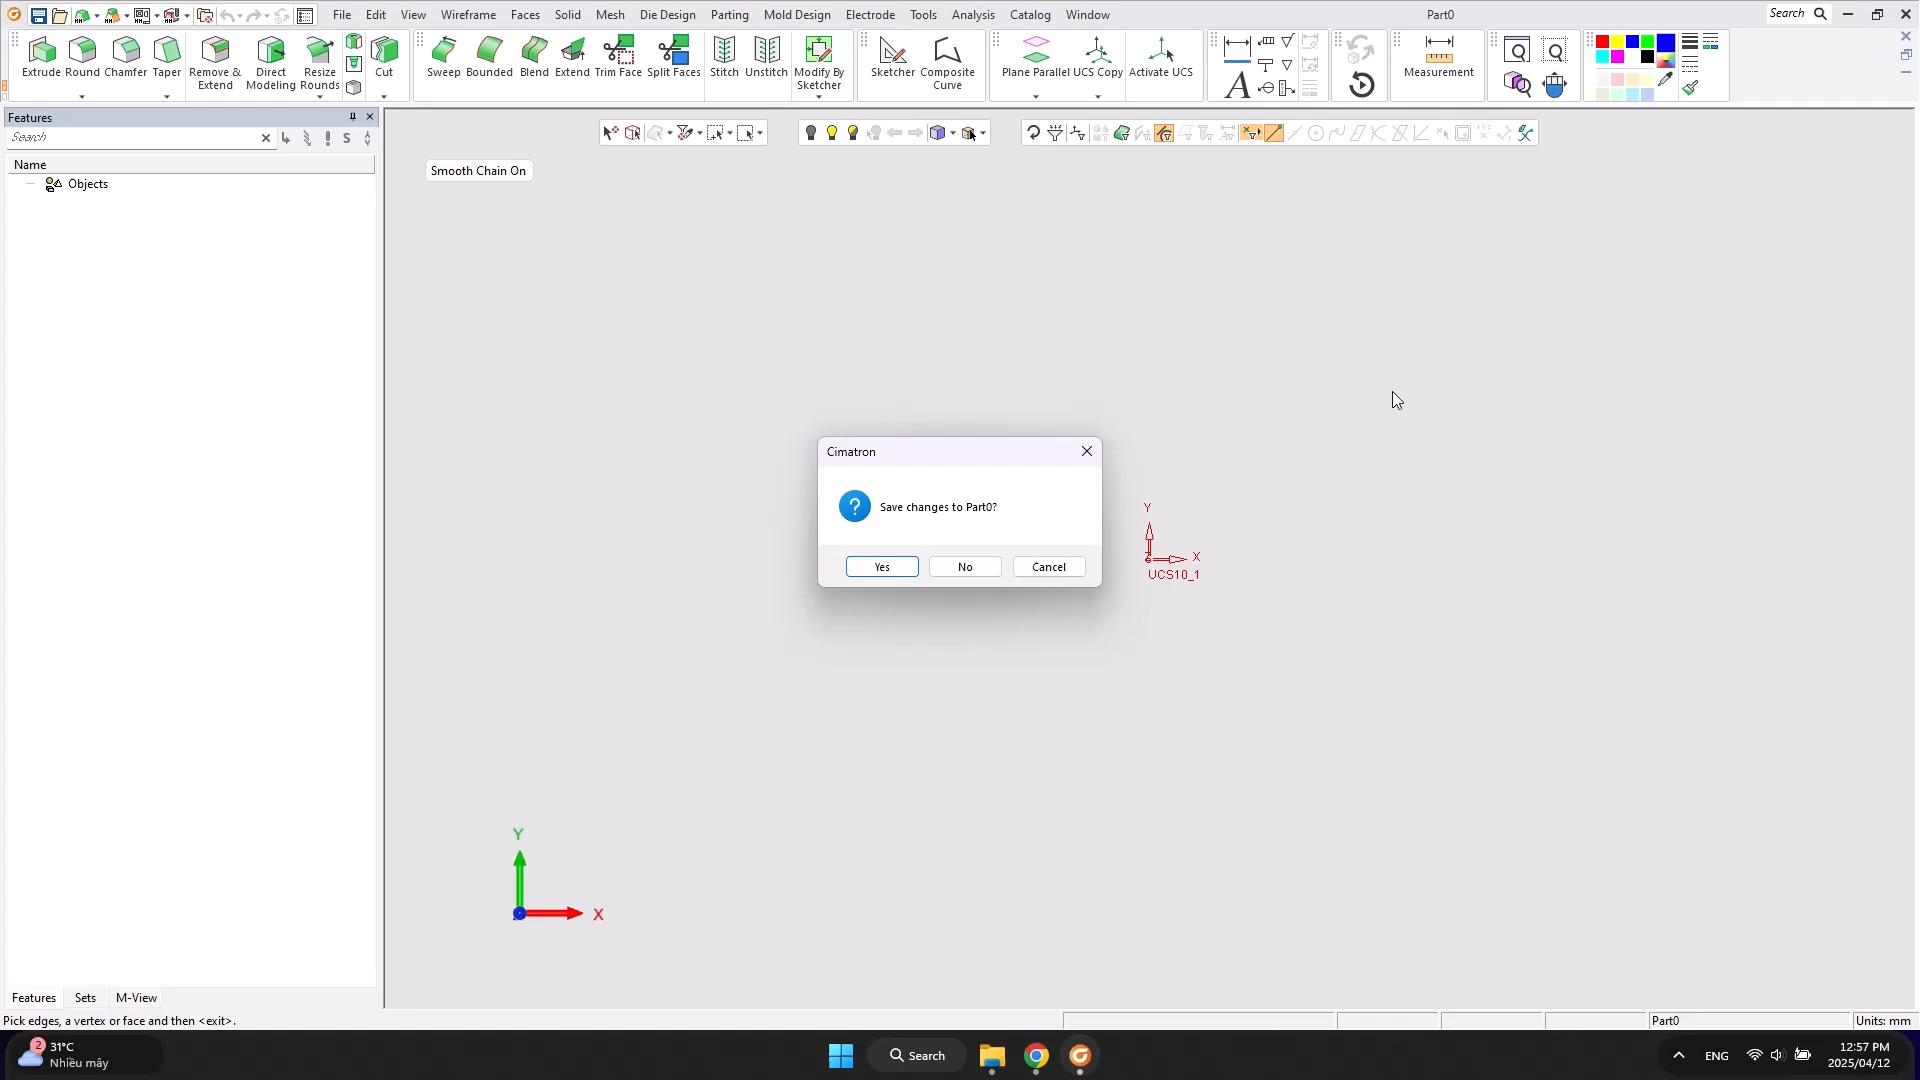 File Edit View Wireframe Faces Solid Mesh Die Design Parting Mold Design Electrode Tools Analysis Catalog Window Part0 Search
Extrude Round Chamfer Taper Remove & Extend Direct Modeling Resize Rounds Cut Sweep Bounded Blend Extend Trim Face Split Faces Stitch Unstitch Modify By Sketcher Sketcher Composite Curve Plane Parallel UCS Copy Activate UCS A Measurement
Features
Search S
Name
Objects
Smooth Chain On
Cimatron
Save changes to Part0?
Yes No Cancel
Y
X
UCS10_1
Y
X
Features Sets M-View
Pick edges, a vertex or face and then <exit>. Part0 Units: mm
2 31°C
Nhiều mây
Search
ENG
12:57 PM
2025/04/12